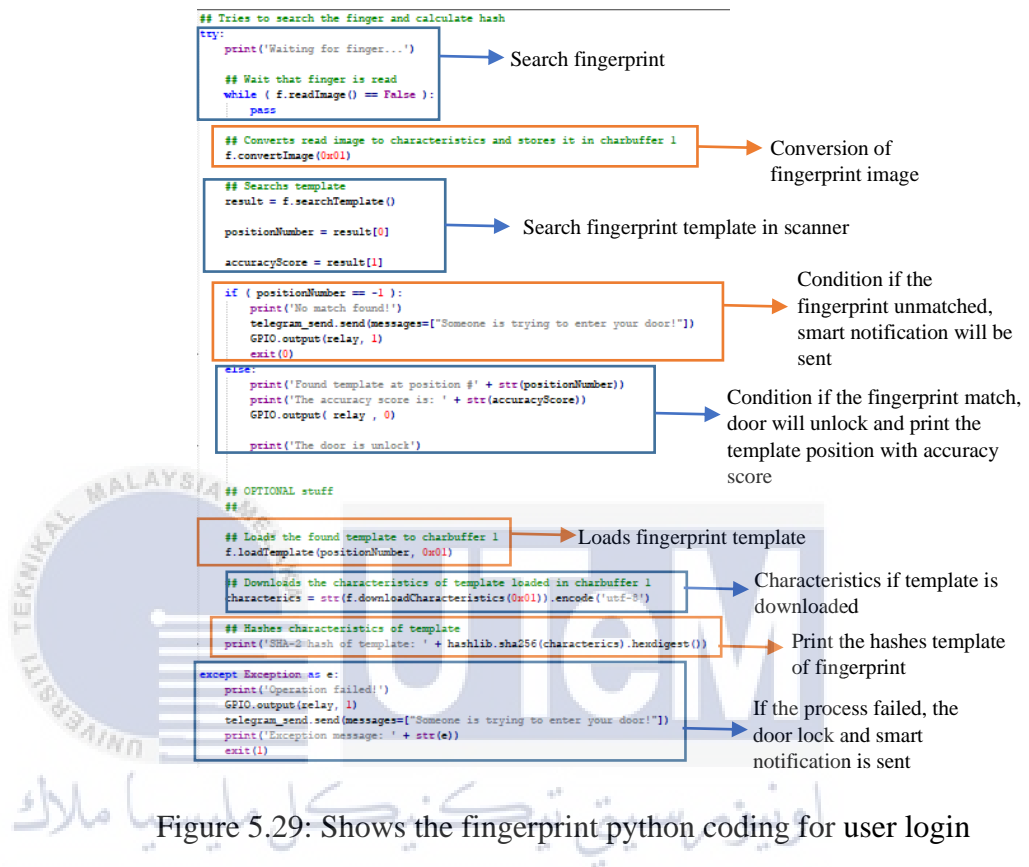 ## Tries to search the finger and calculate hash
try:
print('Waiting for finger...')
## Wait that finger is read
while ( f.readImage() == False ):
pass
Search fingerprint
## Converts read image to characteristics and stores it in charbuffer 1
f.convertImage(0x01)
Conversion of
fingerprint image
## Searchs template
result = f.searchTemplate()
positionNumber = result[0]
accuracyScore = result[1]
Search fingerprint template in scanner
if ( positionNumber == -1 ):
print('No match found!')
telegram_send.send(messages=["Someone is trying to enter your door!"])
GPIO.output(relay, 1)
exit(0)
Condition if the
fingerprint unmatched,
smart notification will be
sent
else:
print('Found template at position #' + str(positionNumber))
print('The accuracy score is: ' + str(accuracyScore))
GPIO.output( relay , 0)
print('The door is unlock')
Condition if the fingerprint match,
door will unlock and print the
template position with accuracy
score
## OPTIONAL stuff
##
## Loads the found template to charbuffer 1
f.loadTemplate(positionNumber, 0x01)
Loads fingerprint template
## Downloads the characteristics of template loaded in charbuffer 1
characterics = str(f.downloadCharacteristics(0x01)).encode('utf-8')
Characteristics if template is
downloaded
## Hashes characteristics of template
print('SHA-2 hash of template: ' + hashlib.sha256(characterics).hexdigest())
Print the hashes template
of fingerprint
except Exception as e:
print('Operation failed!')
GPIO.output(relay, 1)
telegram_send.send(messages=["Someone is trying to enter your door!"])
print('Exception message: ' + str(e))
exit(1)
If the process failed, the
door lock and smart
notification is sent
UTeM
اونيۏرسيتي تيكنيكل مليسيا ملاك
Figure 5.29: Shows the fingerprint python coding for user login